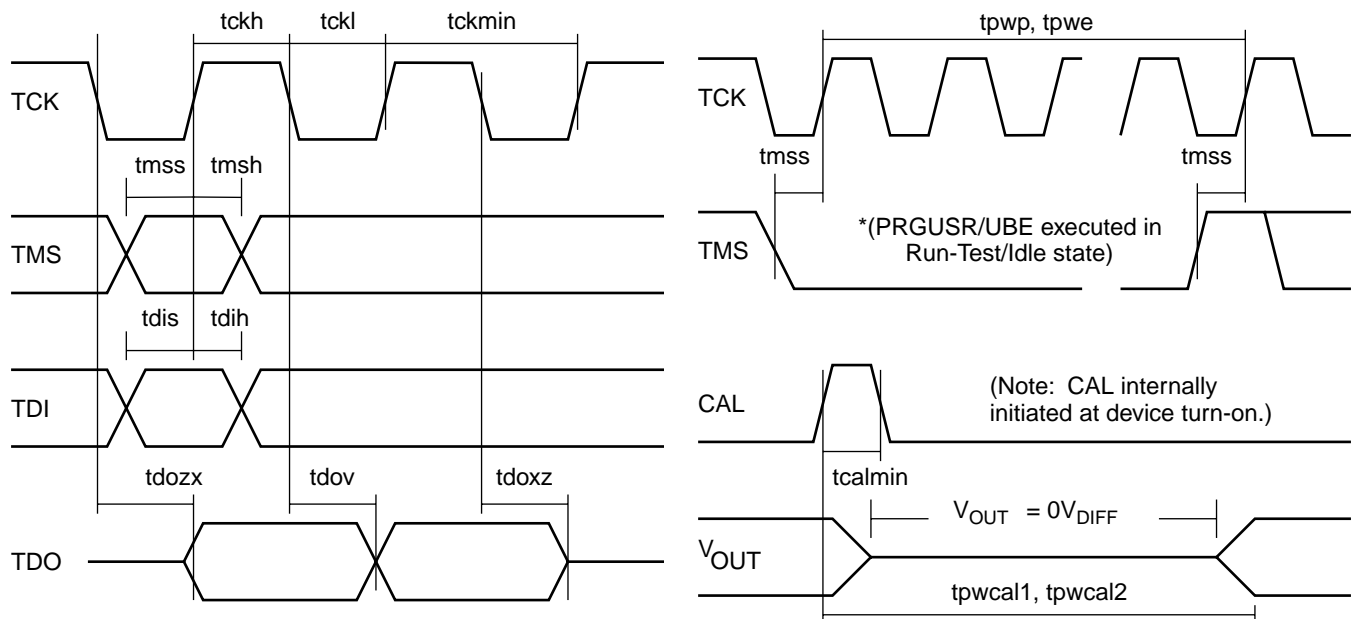 tckh tckl tckmin
TCK
tmss tmsh
TMS
tdis tdih
TDI
tdozx tdov tdoxz
TDO
tpwp, tpwe
TCK
tmss tmss
*(PRGUSR/UBE executed in
Run-Test/Idle state)
TMS
CAL
(Note: CAL internally
initiated at device turn-on.)
tcalmin
VOUT = 0VDIFF
VOUT
tpwcal1, tpwcal2